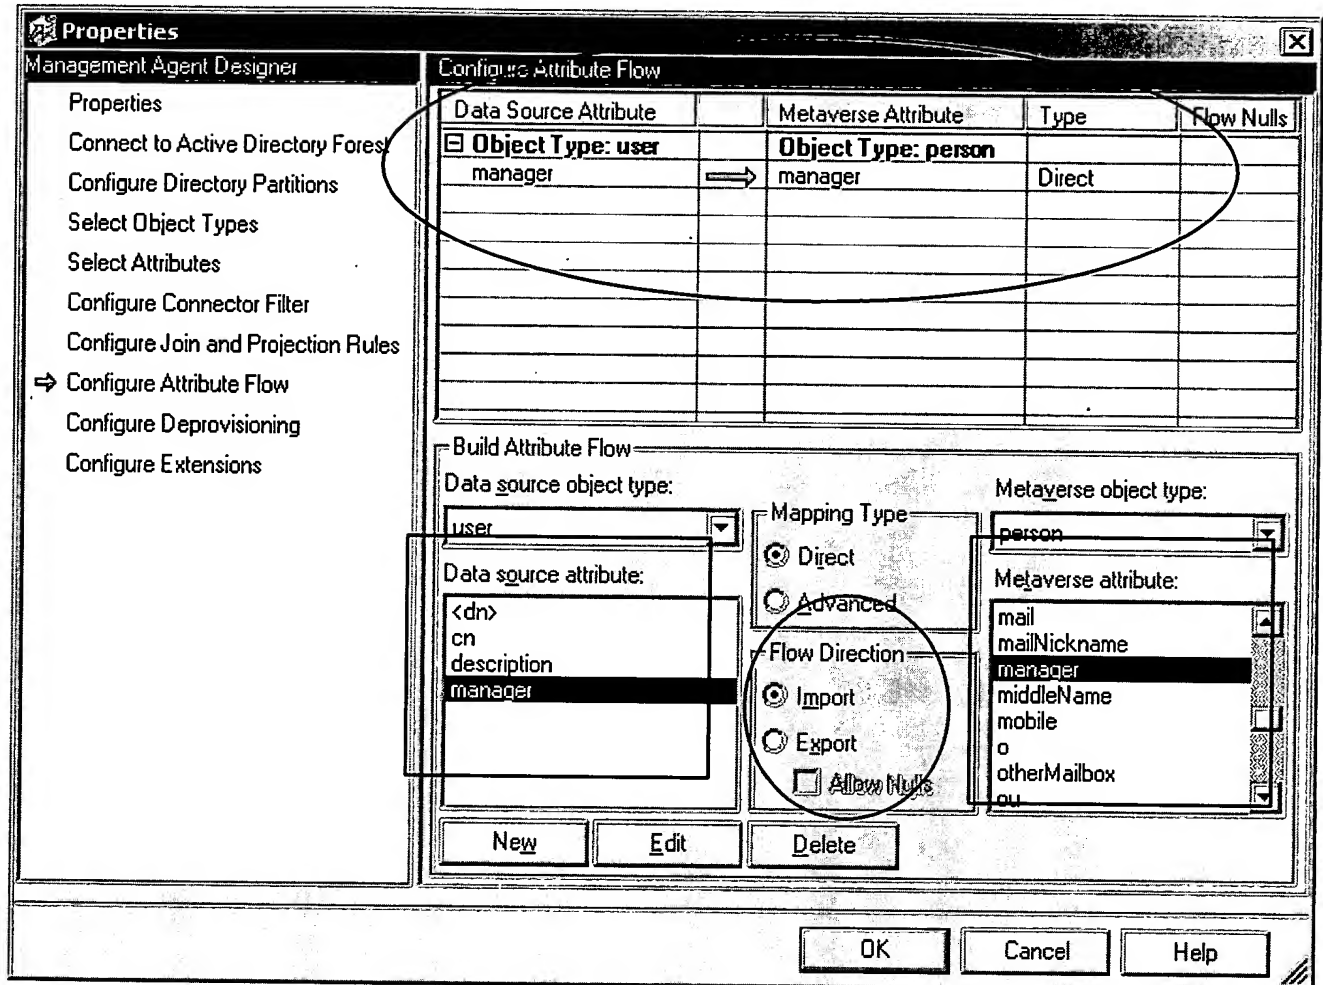 Properties
Management Agent Designer
Properties
Connect to Active Directory Forest
Configure Directory Partitions
Select Object Types
Select Attributes
Configure Connector Filter
Configure Join and Projection Rules
Configure Attribute Flow
Configure Deprovisioning
Configure Extensions
Configure Attribute Flow
Data Source Attribute Metaverse Attribute Type Flow Nulls
Object Type: user Object Type: person
manager manager Direct
Build Attribute Flow
Data source object type:
user
Data source attribute:
<dn>
cn
description
manager
Mapping Type
Direct
Advanced
Flow Direction
Import
Export
Allow Nulls
Metaverse object type:
person
Metaverse attribute:
mail
mailNickname
manager
middleName
mobile
o
otherMailbox
ou
New Edit Delete
OK Cancel Help